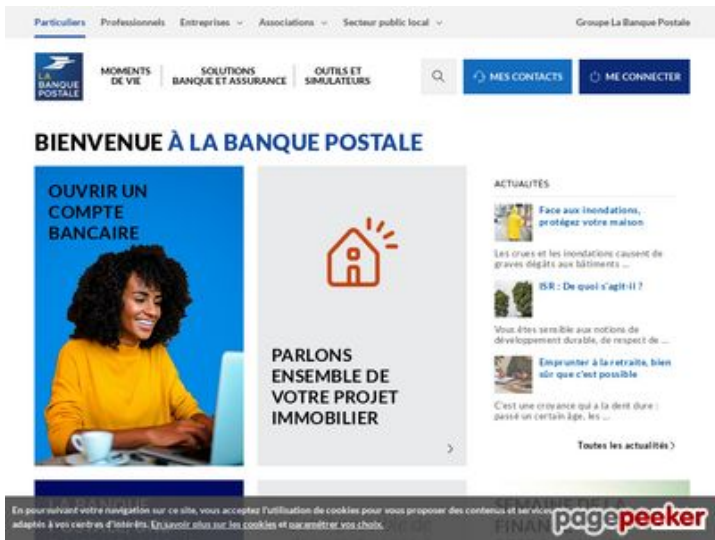 Particuliers Professionnels Entreprises Associations Secteur public local Groupe La Banque Postale
LA
BANQUE
POSTALE
MOMENTS
DE VIE
SOLUTIONS
BANQUE ET ASSURANCE
OUTILS ET
SIMULATEURS
MES CONTACTS
ME CONNECTER
BIENVENUE À LA BANQUE POSTALE
OUVRIR UN
COMPTE
BANCAIRE
PARLONS
ENSEMBLE DE
VOTRE PROJET
IMMOBILIER
ACTUALITÉS
Face aux inondations,
protégez votre maison
Les crues et les inondations causent de
graves dégâts aux bâtiments ...
ISR : De quoi s'agit-il ?
Vous êtes sensible aux notions de
développement durable, de respect de ...
Emprunter à la retraite, bien
sûr que c'est possible
C'est une croyance qui a la dent dure :
passé un certain âge, les ...
Toutes les actualités
LA BANQUE
SEMAINE DE LA
FINAN
En poursuivant votre navigation sur ce site, vous acceptez l'utilisation de cookies pour vous proposer des contenus et services
adaptés à vos centres d'intérêts. En savoir plus sur les cookies et paramétrer vos choix.
pagepeeker